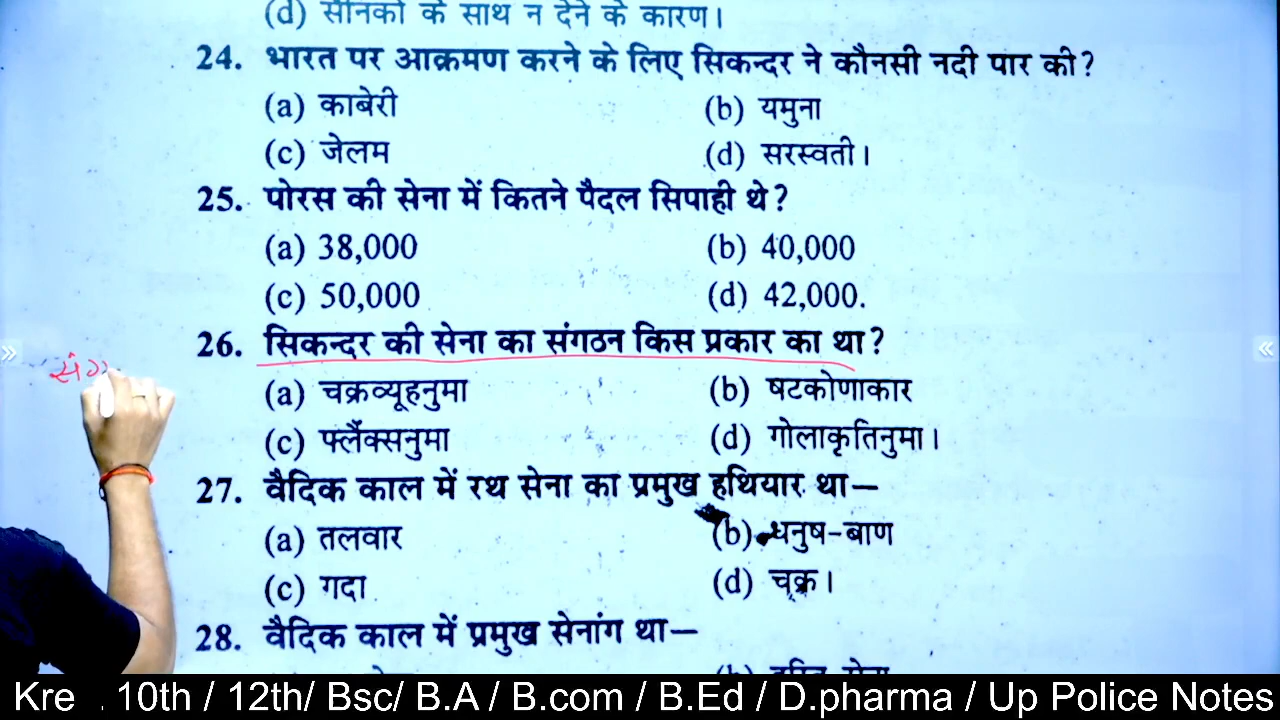 (d) सैनिकों के साथ न देने के कारण।
24. भारत पर आक्रमण करने के लिए सिकन्दर ने कौनसी नदी पार की?
(a) काबेरी (b) यमुना
(c) जेलम (d) सरस्वती।
25. पोरस की सेना में कितने पैदल सिपाही थे?
(a) 38,000 (b) 40,000
(c) 50,000 (d) 42,000.
26. सिकन्दर की सेना का संगठन किस प्रकार का था?
संग
(a) चक्रव्यूहनुमा (b) षटकोणाकार
(c) फ्लैंक्सनुमा (d) गोलाकृतिनुमा।
27. वैदिक काल में रथ सेना का प्रमुख हथियार था—
(a) तलवार (b) धनुष-बाण
(c) गदा (d) चक्र।
28. वैदिक काल में प्रमुख सेनांग था—
Kre . 10th / 12th/ Bsc/ B.A / B.com / B.Ed / D.pharma / Up Police Notes